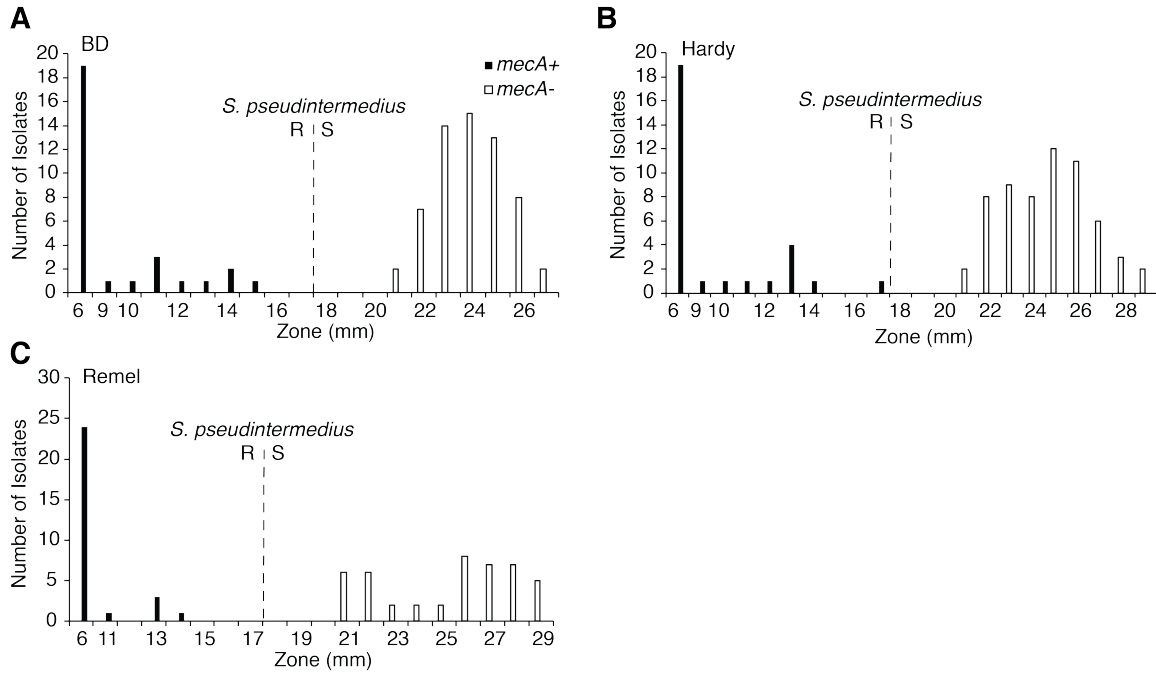 A
BD
20
18
16
14
12
10
8
6
4
2
0
Number of Isolates
mecA+
mecA-
S. pseudintermedius
R S
6 9 10 12 14 16 18 20 22 24 26
Zone (mm)
B
Hardy
20
18
16
14
12
10
8
6
4
2
0
Number of Isolates
S. pseudintermedius
R S
6 9 10 12 14 16 18 20 22 24 26 28
Zone (mm)
C
Remel
30
25
20
15
10
5
0
Number of Isolates
S. pseudintermedius
R S
6 11 13 15 17 19 21 23 25 27 29
Zone (mm)